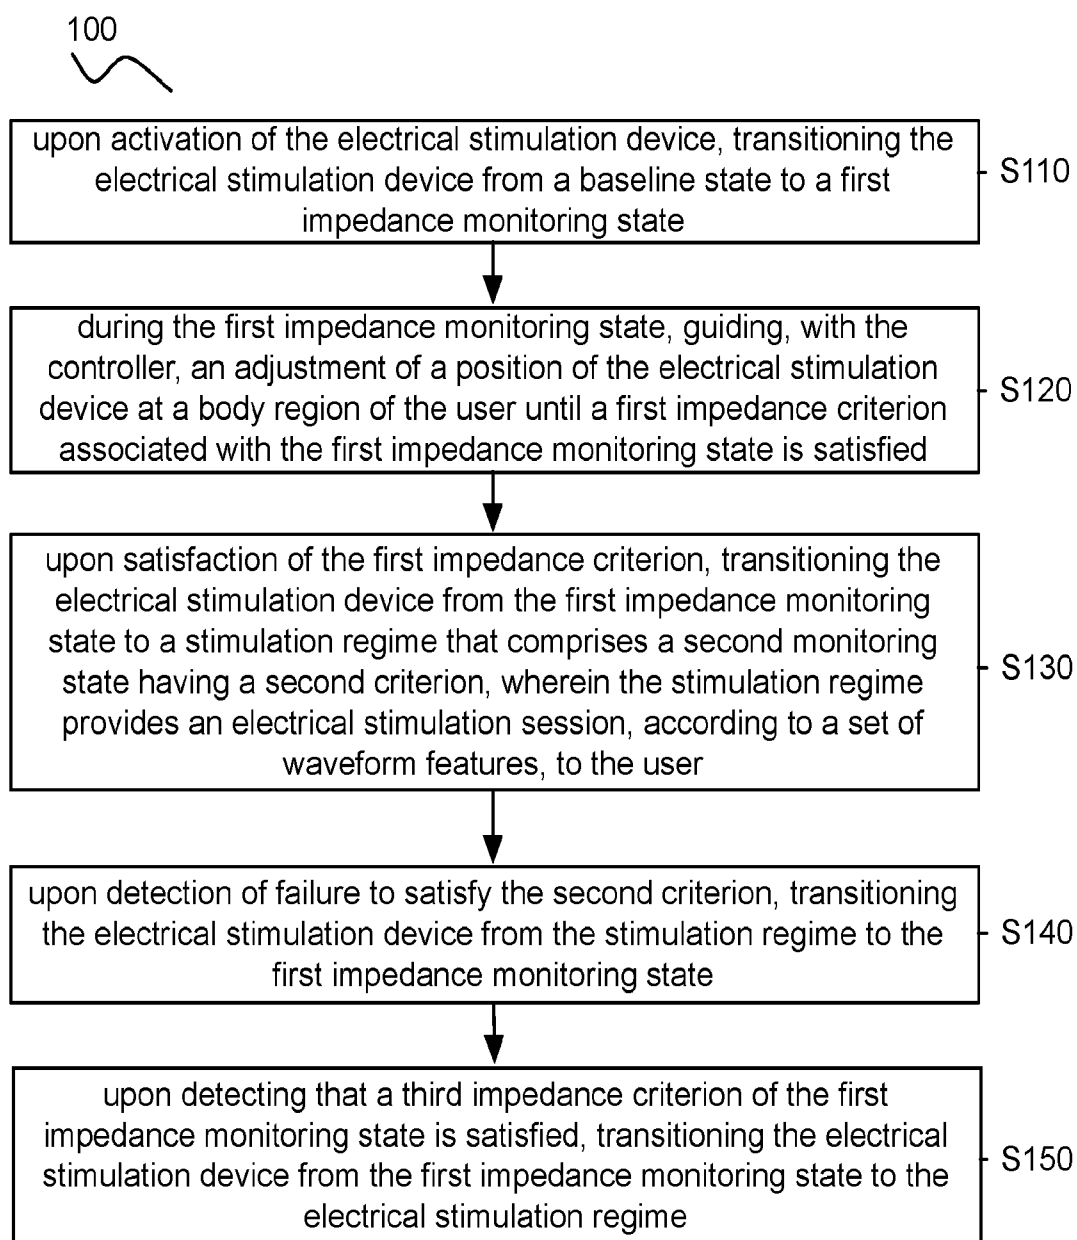 100
upon activation of the electrical stimulation device, transitioning the
electrical stimulation device from a baseline state to a first
impedance monitoring state
S110
during the first impedance monitoring state, guiding, with the
controller, an adjustment of a position of the electrical stimulation
device at a body region of the user until a first impedance criterion
associated with the first impedance monitoring state is satisfied
S120
upon satisfaction of the first impedance criterion, transitioning the
electrical stimulation device from the first impedance monitoring
state to a stimulation regime that comprises a second monitoring
state having a second criterion, wherein the stimulation regime
provides an electrical stimulation session, according to a set of
waveform features, to the user
S130
upon detection of failure to satisfy the second criterion, transitioning
the electrical stimulation device from the stimulation regime to the
first impedance monitoring state
S140
upon detecting that a third impedance criterion of the first
impedance monitoring state is satisfied, transitioning the electrical
stimulation device from the first impedance monitoring state to the
electrical stimulation regime
S150